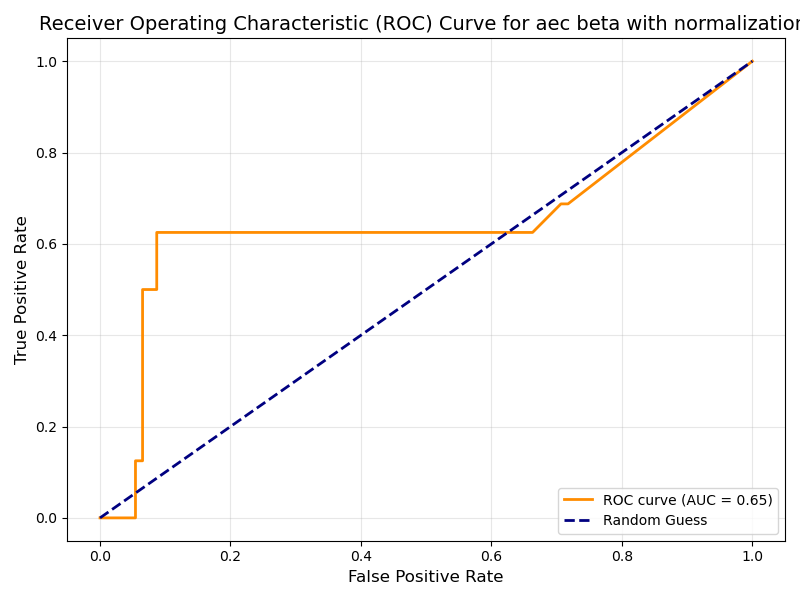 Receiver Operating Characteristic (ROC) Curve for aec beta with normalization
1.0
0.8
0.6
0.4
0.2
0.0
True Positive Rate
0.0 0.2 0.4 0.6 0.8 1.0
False Positive Rate
ROC curve (AUC = 0.65)
Random Guess